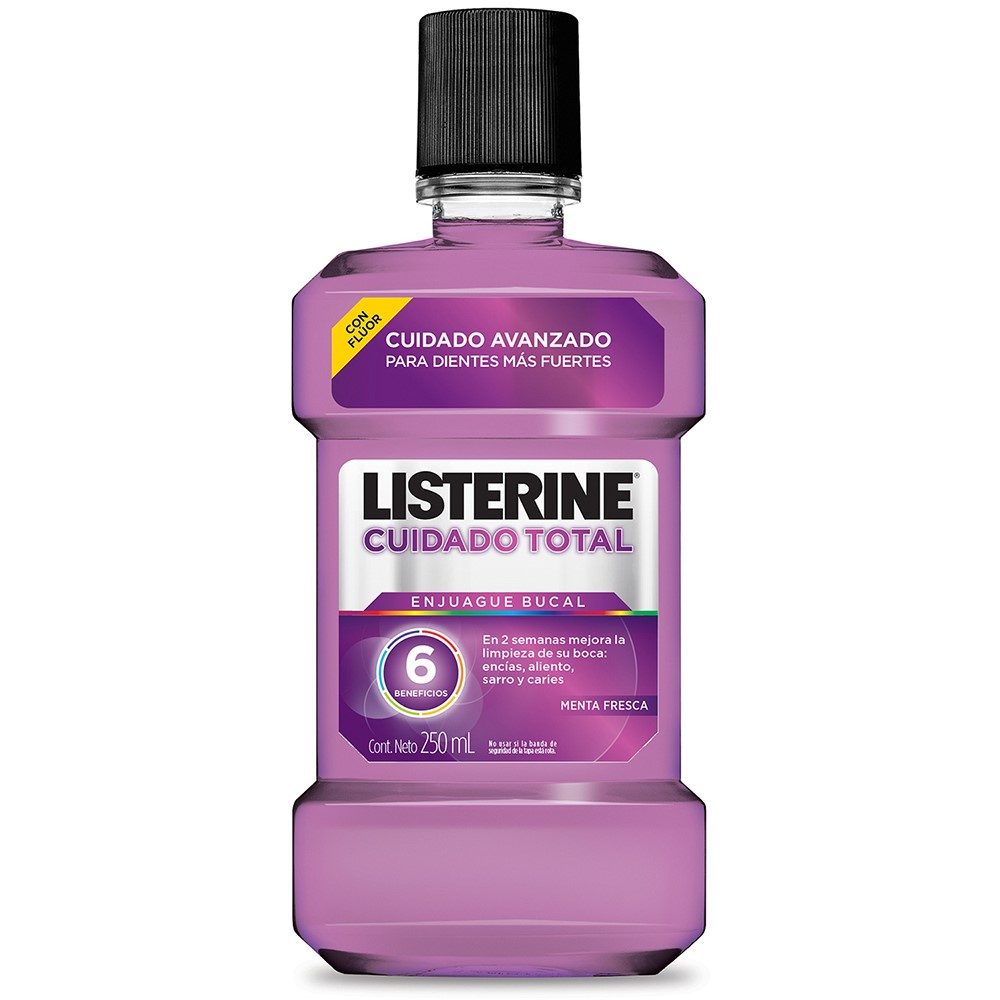 CON
FLÚOR
CUIDADO AVANZADO
PARA DIENTES MÁS FUERTES
LISTERINE®
CUIDADO TOTAL
ENJUAGUE BUCAL
6
BENEFICIOS
En 2 semanas mejora la
limpieza de su boca:
encías, aliento,
sarro y caries
MENTA FRESCA
Cont. Neto 250 mL
No usar si la banda de
seguridad de la tapa está rota.